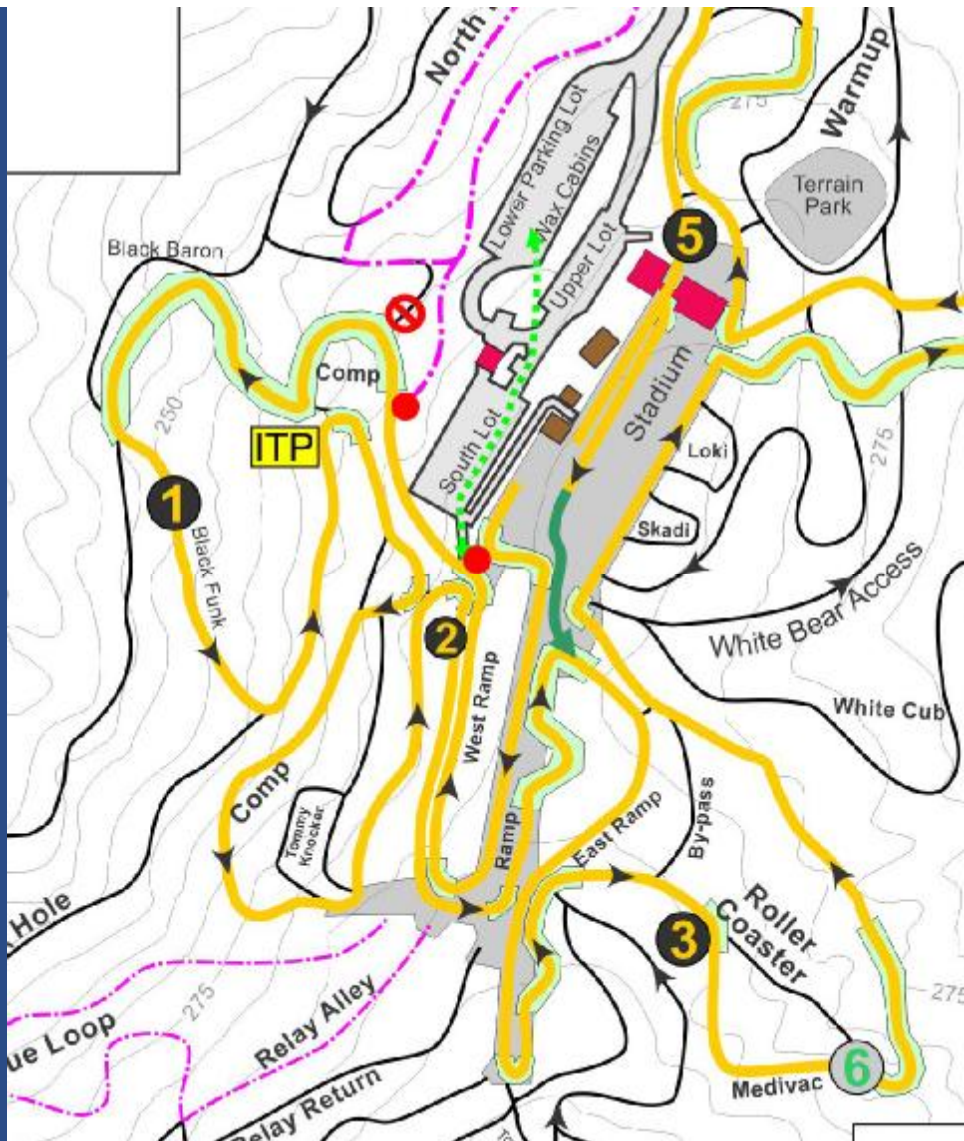 North
Warmup
275
Lower Parking Lot
Wax Cabins
Upper Lot
Terrain
Park
5
Black Baron
Comp
Stadium
250
ITP
South Lot
Loki
275
1
Skadi
Black Funk
White Bear Access
2
West Ramp
White Cub
Comp
Tommy
Knocker
Ramp
East Ramp
By-pass
Hole
Roller
Coaster
3
275
275
ue Loop
Relay Alley
6
Medivac
Relay Return